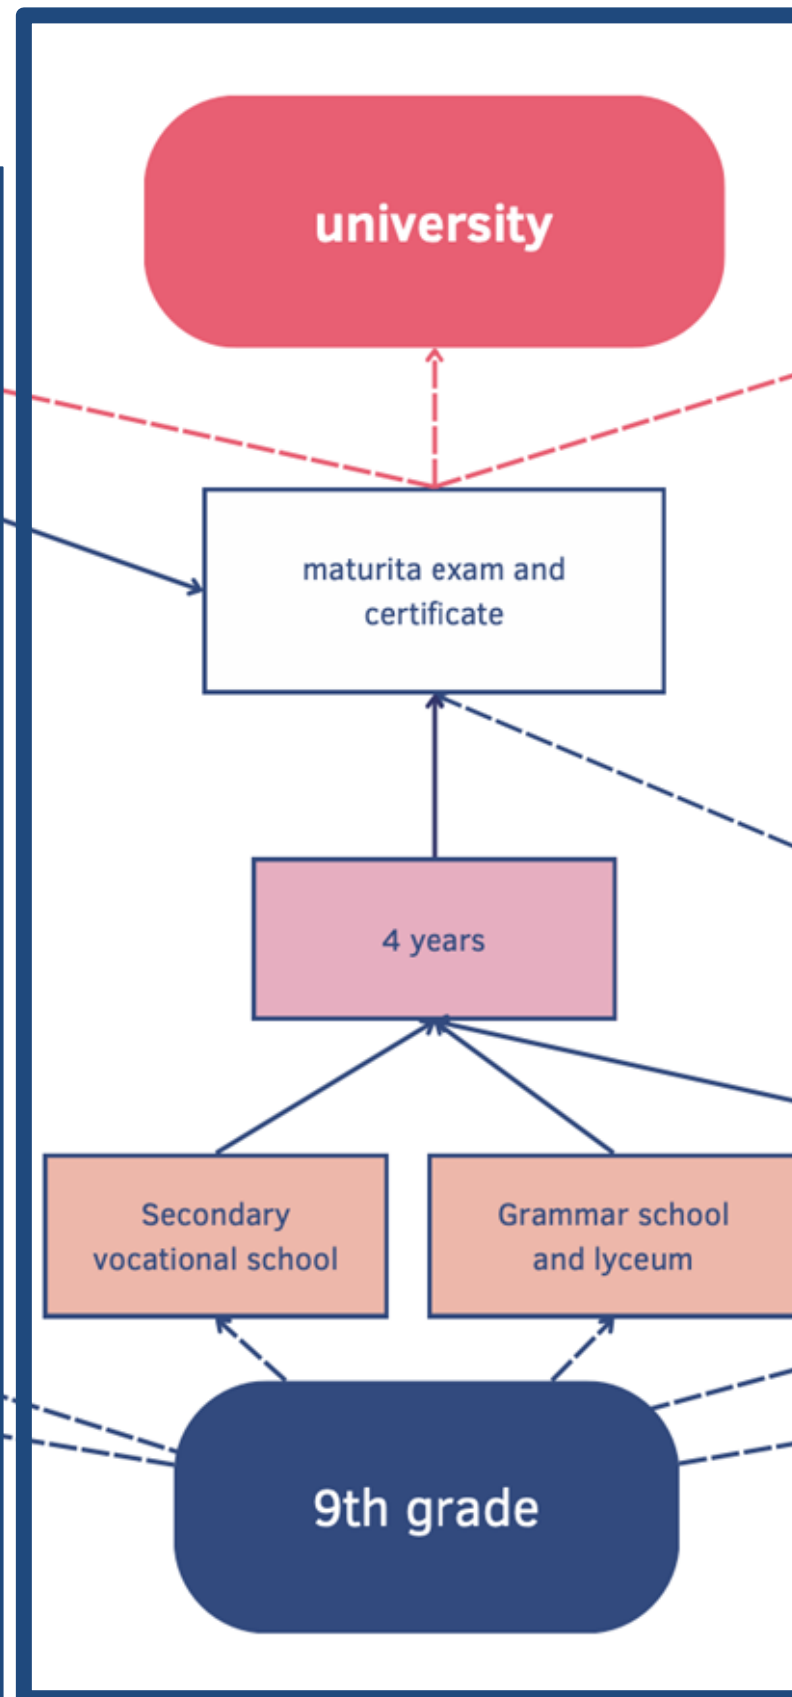 university
maturita exam and
certificate
4 years
Secondary
vocational school
Grammar school
and lyceum
9th grade